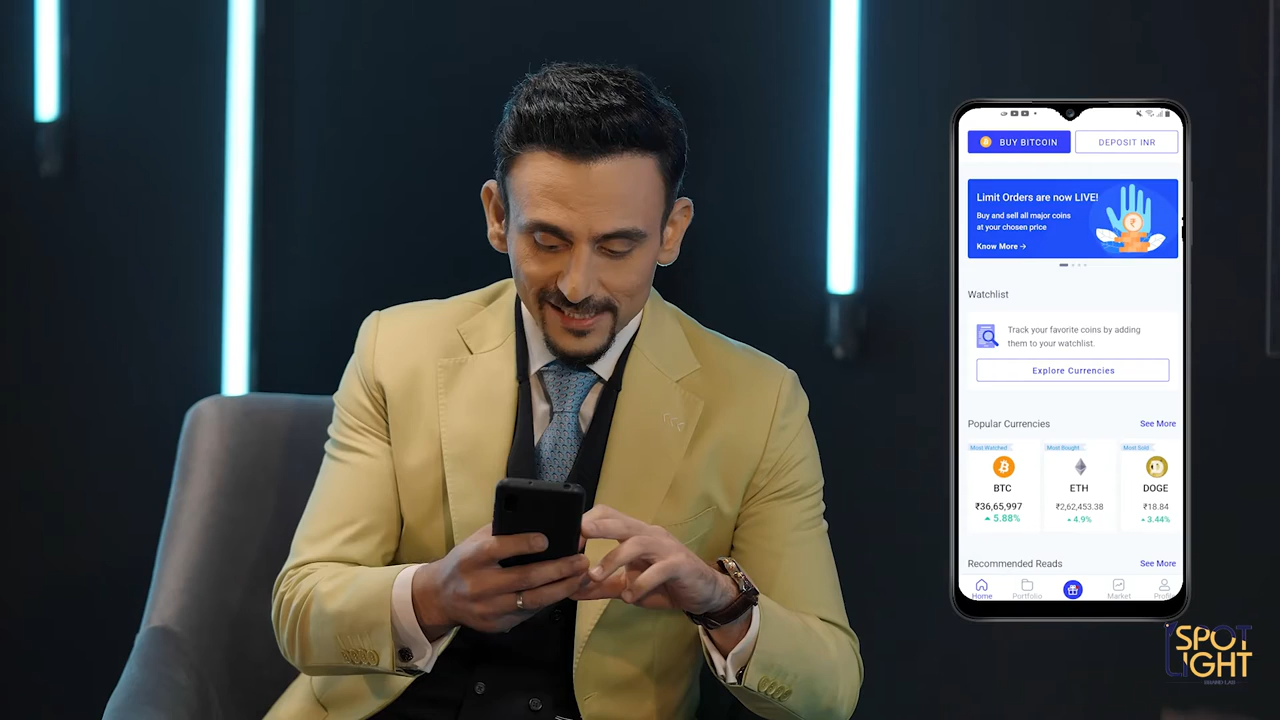 BUY BITCOIN
DEPOSIT INR
Limit Orders are now LIVE!
Buy and sell all major coins
at your chosen price
Know More →
Watchlist
Track your favorite coins by adding
them to your watchlist.
Explore Currencies
Popular Currencies
See More
Most Watched
Most Bought
Most Sold
BTC
ETH
DOGE
₹36,65,997
₹2,62,453.38
₹18.84
5.88%
4.9%
3.44%
Recommended Reads
See More
Home
Portfolio
Market
Profil
SPOT
LIGHT